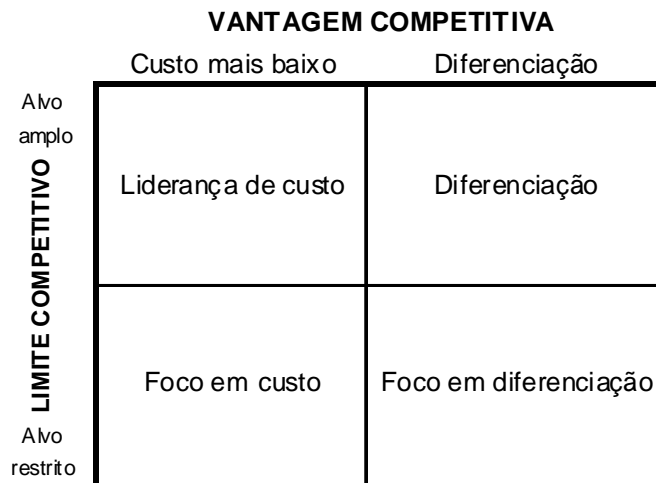 VANTAGEM COMPETITIVA
Custo mais baixo Diferenciação
Alvo
amplo
LIMITE COMPETITIVO
Liderança de custo Diferenciação
Foco em custo Foco em diferenciação
Alvo
restrito